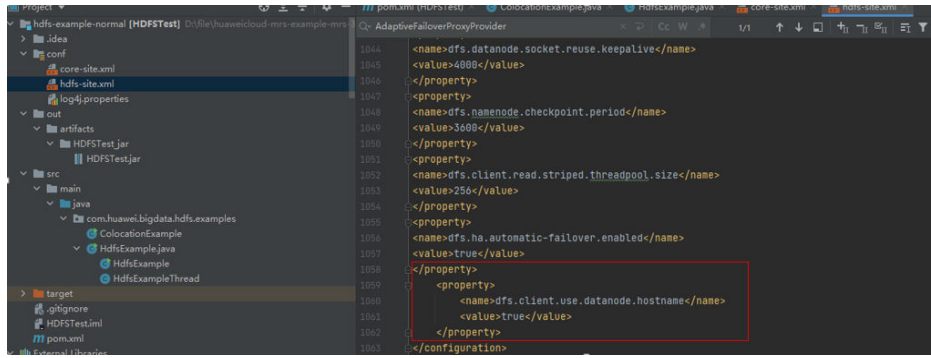 Project
pom.xml (HDFSTest)
ColocationExample.java
HdfsExample.java
core-site.xml
hdfs-site.xml
hdfs-example-normal [HDFSTest] D:\file\huaweicloud-mrs-example-mrs-
AdaptiveFailoverProxyProvider
Cc W .*
1/1
.idea
conf
core-site.xml
hdfs-site.xml
log4j.properties
out
artifacts
HDFSTest_jar
HDFSTest.jar
src
main
java
com.huawei.bigdata.hdfs.examples
ColocationExample
HdfsExample.java
HdfsExample
HdfsExampleThread
target
.gitignore
HDFSTest.iml
pom.xml
External Libraries
1044 <name>dfs.datanode.socket.reuse.keepalive</name>
1045 <value>4000</value>
1046 </property>
1047 <property>
1048 <name>dfs.namenode.checkpoint.period</name>
1049 <value>3600</value>
1050 </property>
1051 <property>
1052 <name>dfs.client.read.striped.threadpool.size</name>
1053 <value>256</value>
1054 </property>
1055 <property>
1056 <name>dfs.ha.automatic-failover.enabled</name>
1057 <value>true</value>
1058 </property>
1059 <property>
1060 <name>dfs.client.use.datanode.hostname</name>
1061 <value>true</value>
1062 </property>
1063 </configuration>